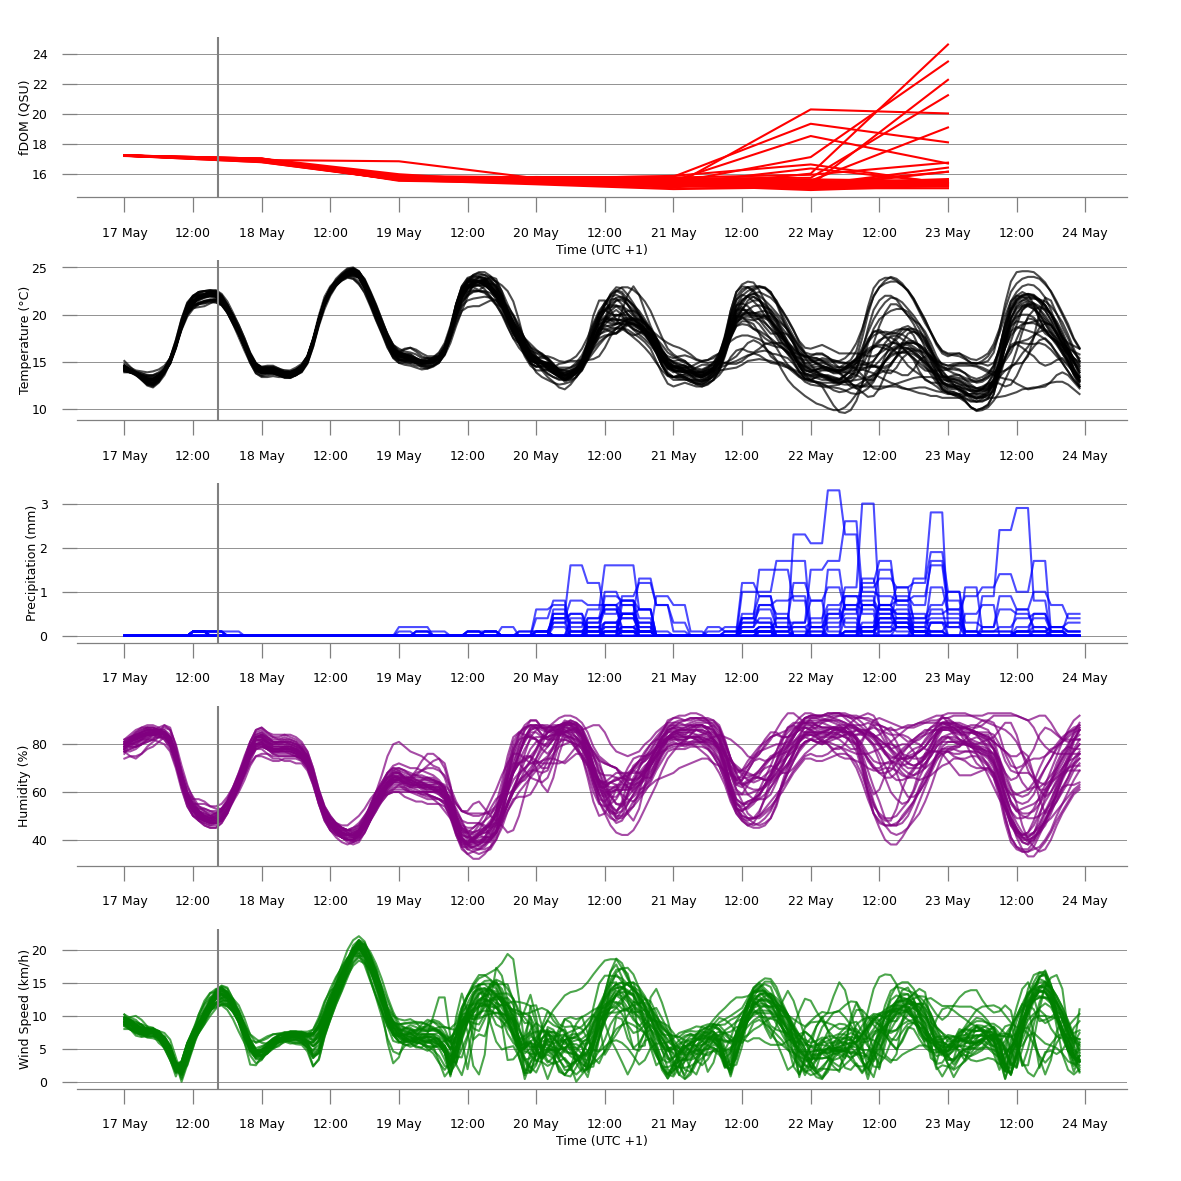 fDOM (QSU)
24
22
20
18
16
17 May 12:00 18 May 12:00 19 May 12:00 20 May 12:00 21 May 12:00 22 May 12:00 23 May 12:00 24 May
Time (UTC +1)
Temperature (°C)
25
20
15
10
17 May 12:00 18 May 12:00 19 May 12:00 20 May 12:00 21 May 12:00 22 May 12:00 23 May 12:00 24 May
Precipitation (mm)
3
2
1
0
17 May 12:00 18 May 12:00 19 May 12:00 20 May 12:00 21 May 12:00 22 May 12:00 23 May 12:00 24 May
Humidity (%)
80
60
40
17 May 12:00 18 May 12:00 19 May 12:00 20 May 12:00 21 May 12:00 22 May 12:00 23 May 12:00 24 May
Wind Speed (km/h)
20
15
10
5
0
17 May 12:00 18 May 12:00 19 May 12:00 20 May 12:00 21 May 12:00 22 May 12:00 23 May 12:00 24 May
Time (UTC +1)